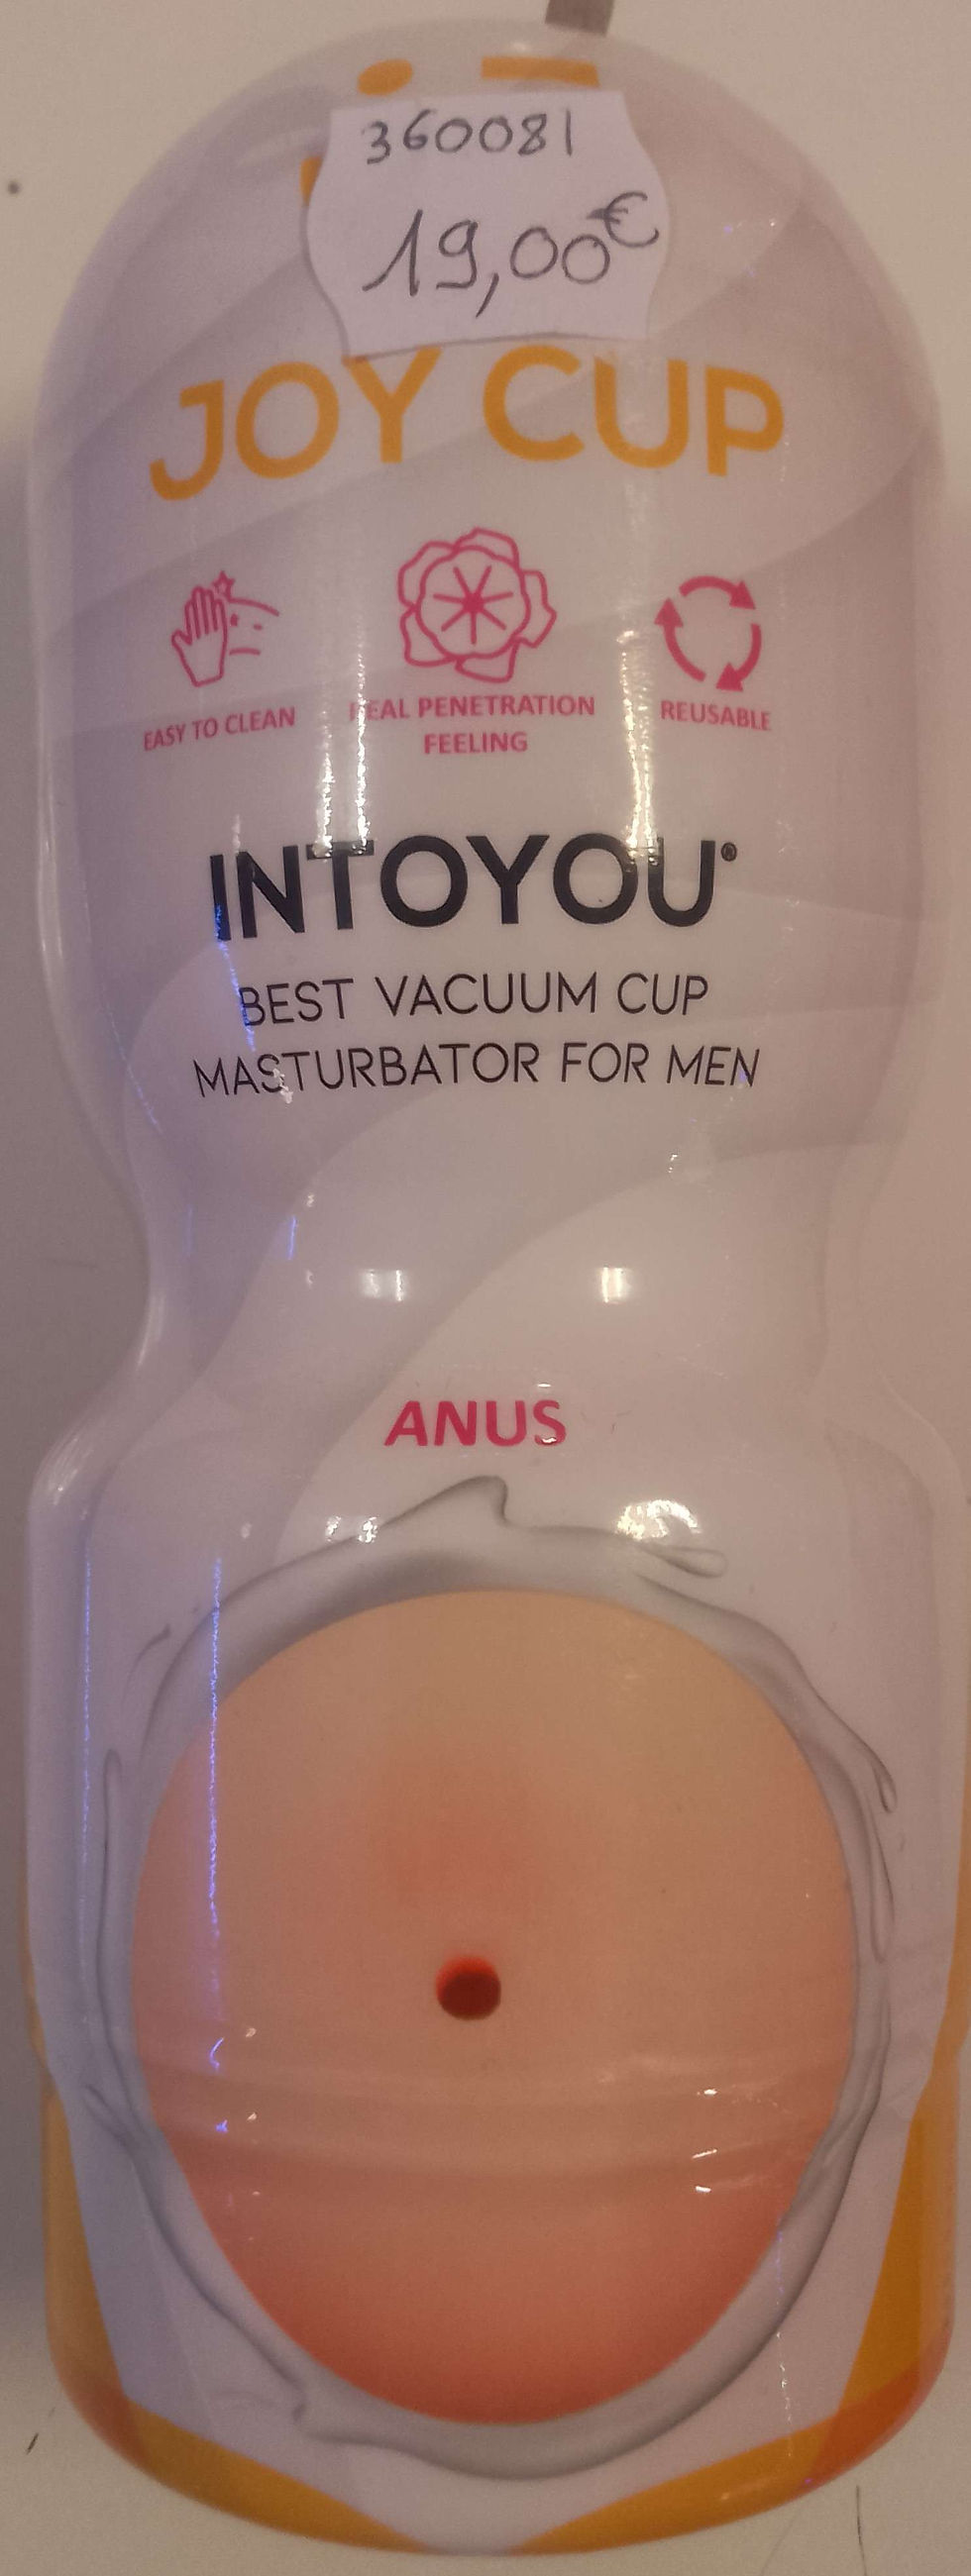 360081
19,00€
JOY CUP
EASY TO CLEAN
REAL PENETRATION
FEELING
REUSABLE
INTOYOU®
BEST VACUUM CUP
MASTURBATOR FOR MEN
ANUS